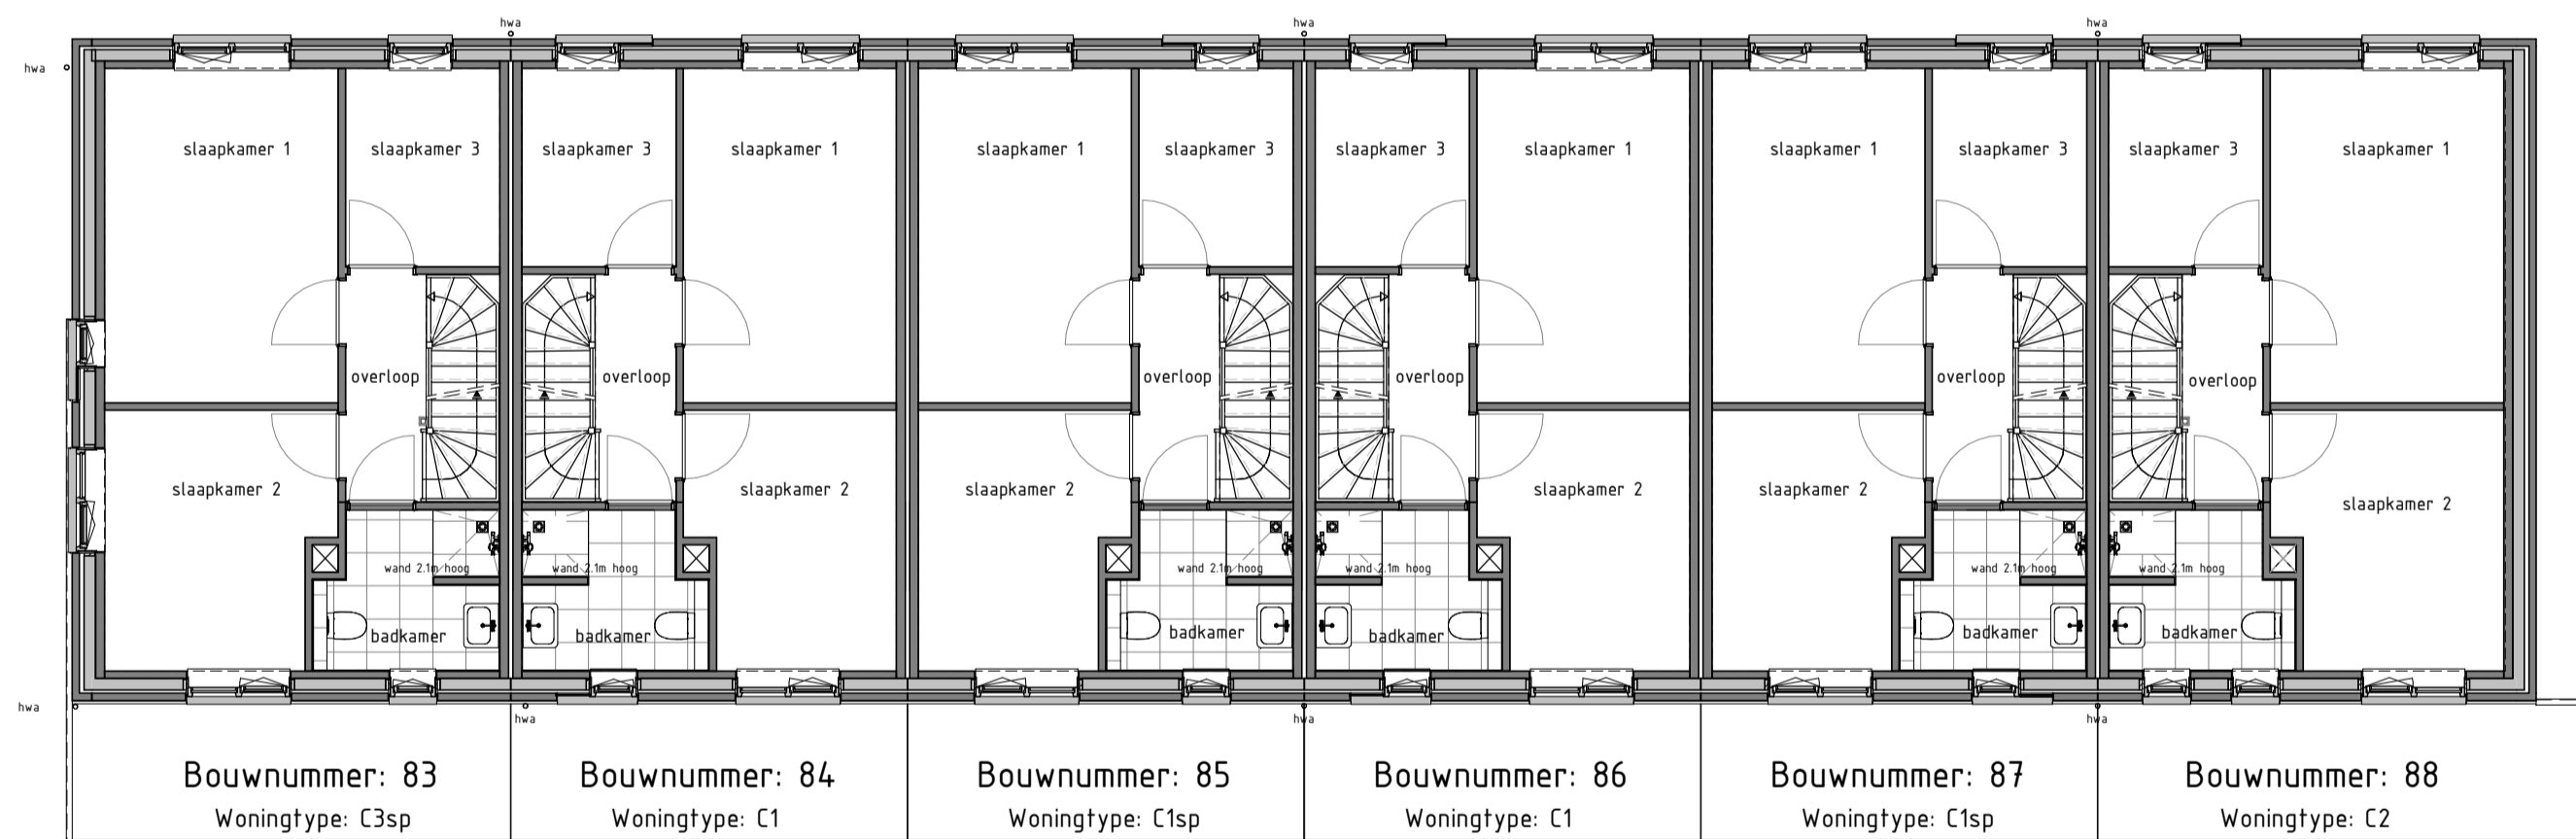 hwa hwa hwa
hwa
slaapkamer 1 slaapkamer 3 slaapkamer 3 slaapkamer 1 slaapkamer 1 slaapkamer 3 slaapkamer 3 slaapkamer 1 slaapkamer 1 slaapkamer 3 slaapkamer 3 slaapkamer 1
overloop overloop overloop overloop overloop overloop
slaapkamer 2 slaapkamer 2 slaapkamer 2 slaapkamer 2 slaapkamer 2 slaapkamer 2
wand 2.1m hoog wand 2.1m hoog wand 2.1m hoog wand 2.1m hoog wand 2.1m hoog wand 2.1m hoog
badkamer badkamer badkamer badkamer badkamer badkamer
hwa hwa hwa hwa
Bouwnummer: 83 Bouwnummer: 84 Bouwnummer: 85 Bouwnummer: 86 Bouwnummer: 87 Bouwnummer: 88
Woningtype: C3sp Woningtype: C1 Woningtype: C1sp Woningtype: C1 Woningtype: C1sp Woningtype: C2